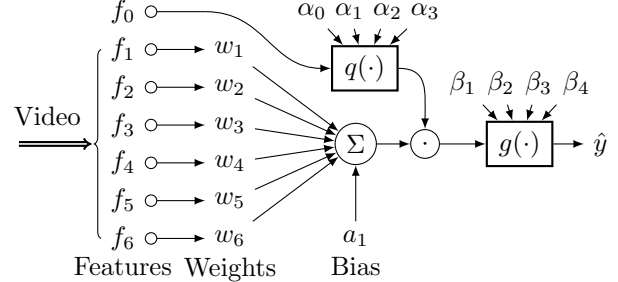 f₀ α₀ α₁ α₂ α₃
f₁ w₁
q(·)
f₂ w₂ β₁ β₂ β₃ β₄
Video f₃ w₃
Σ · g(·) ŷ
f₄ w₄
f₅ w₅
f₆ w₆ a₁
Features Weights Bias